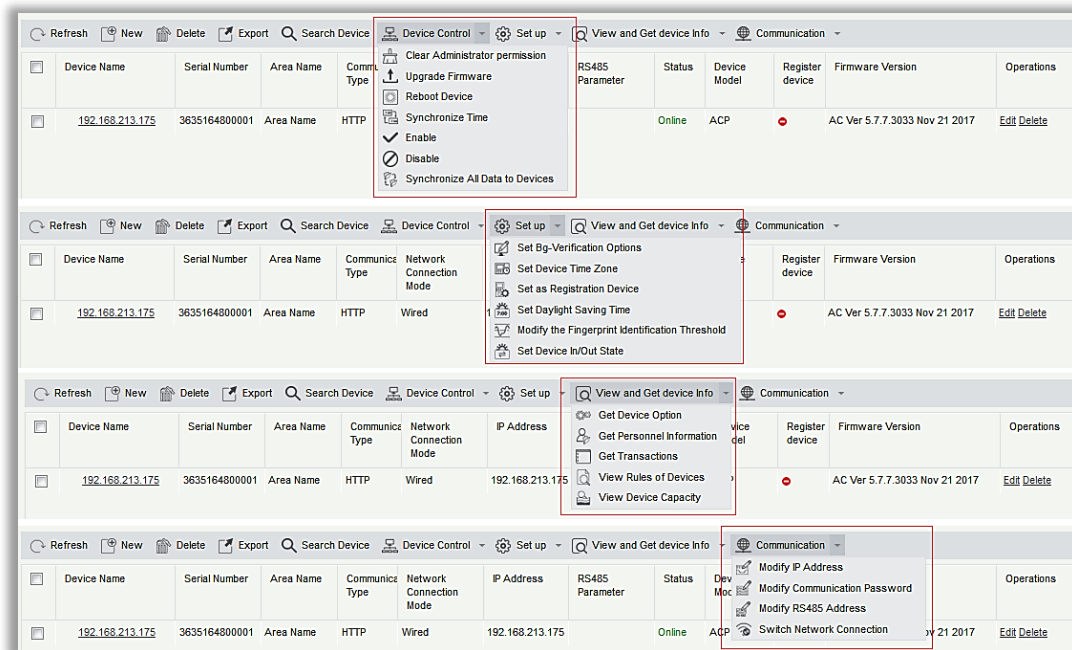 Refresh New Delete Export Search Device Device Control Set up View and Get device Info Communication
Device Name Serial Number Area Name Commu Type RS485 Parameter Status Device Model Register device Firmware Version Operations
Clear Administrator permission
Upgrade Firmware
Reboot Device
Synchronize Time
Enable
Disable
Synchronize All Data to Devices
192.168.213.175 3635164800001 Area Name HTTP Online ACP AC Ver 5.7.7.3033 Nov 21 2017 Edit Delete
Refresh New Delete Export Search Device Device Control Set up View and Get device Info Communication
Device Name Serial Number Area Name Communica Type Network Connection Mode Register device Firmware Version Operations
Set Bg-Verification Options
Set Device Time Zone
Set as Registration Device
Set Daylight Saving Time
Modify the Fingerprint Identification Threshold
Set Device In/Out State
192.168.213.175 3635164800001 Area Name HTTP Wired AC Ver 5.7.7.3033 Nov 21 2017 Edit Delete
Refresh New Delete Export Search Device Device Control Set up View and Get device Info Communication
Device Name Serial Number Area Name Communica Type Network Connection Mode IP Address vice del Register device Firmware Version Operations
Get Device Option
Get Personnel Information
Get Transactions
View Rules of Devices
View Device Capacity
192.168.213.175 3635164800001 Area Name HTTP Wired 192.168.213.175 AC Ver 5.7.7.3033 Nov 21 2017 Edit Delete
Refresh New Delete Export Search Device Device Control Set up View and Get device Info Communication
Device Name Serial Number Area Name Communica Type Network Connection Mode IP Address RS485 Parameter Status Dev Mod Operations
Modify IP Address
Modify Communication Password
Modify RS485 Address
Switch Network Connection
192.168.213.175 3635164800001 Area Name HTTP Wired 192.168.213.175 Online ACP ov 21 2017 Edit Delete